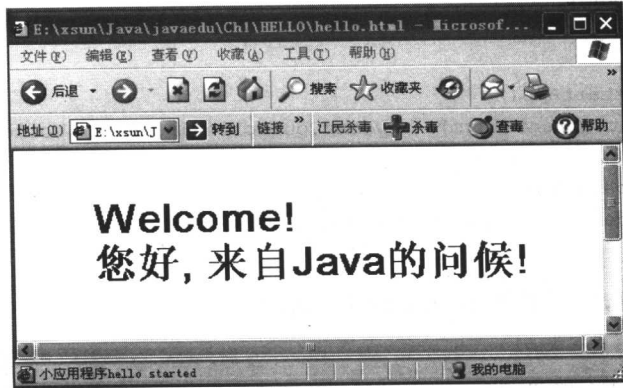 E:\xsun\Java\javaedu\Ch1\HELLO\hello.html - Microsof...
文件(F) 编辑(E) 查看(V) 收藏(A) 工具(T) 帮助(H)
后退 搜索 收藏夹 »
地址(D) E:\xsun\J 转到 链接 » 江民杀毒 杀毒 查毒 帮助
Welcome!
您好, 来自Java的问候!
小应用程序hello started 我的电脑